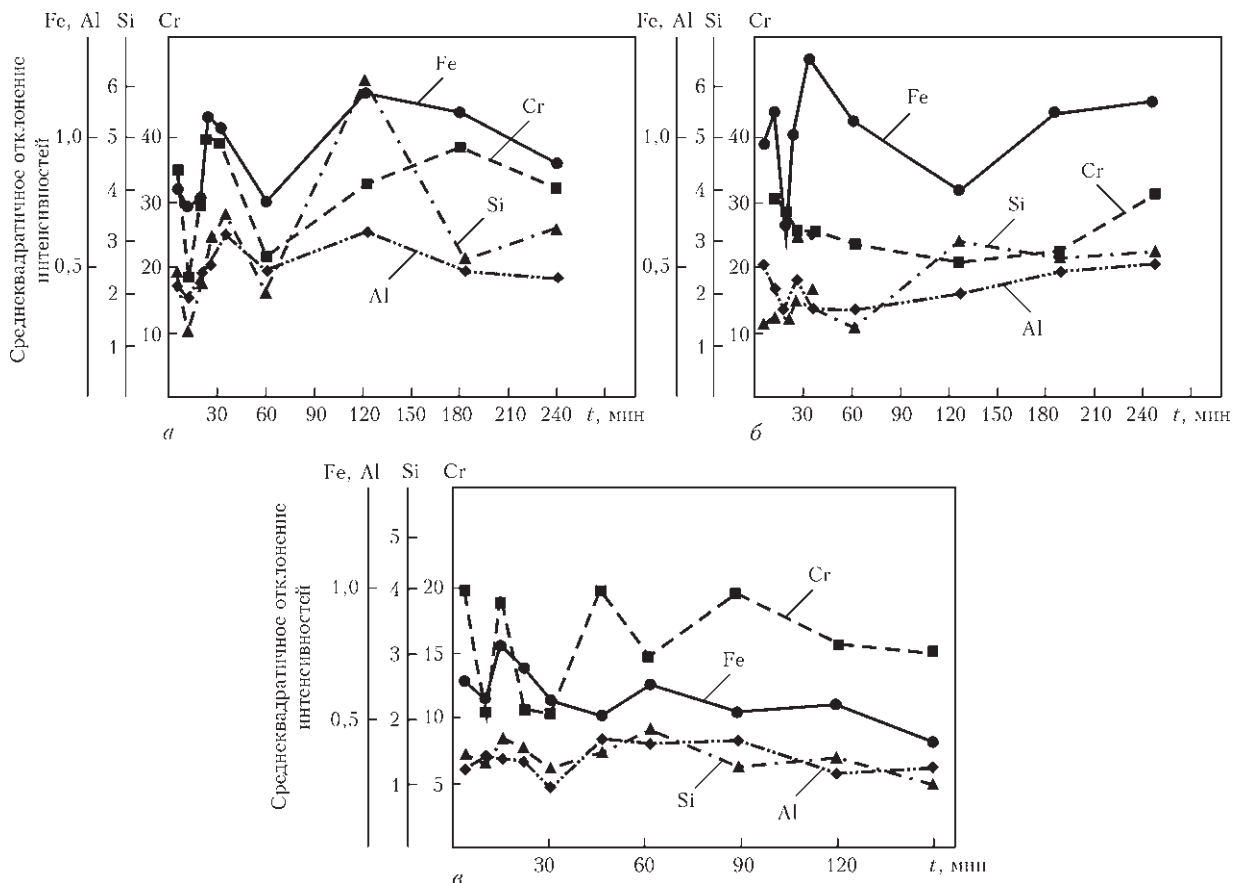 Fe, Al Si Cr
Среднеквадратичное отклонение
интенсивностей
6
1,0 5 40
4 30
3
0,5 20
2
10
1
Fe
Cr
Si
Al
30 60 90 120 150 180 210 240 t, мин
а
Fe, Al Si Cr
6
1,0 5 40
4 30
3
0,5 20
2
10
1
Fe
Cr
Si
Al
30 60 90 120 150 180 210 240 t, мин
б
Fe, Al Si Cr
Среднеквадратичное отклонение
интенсивностей
5
1,0 4 20
3 15
0,5 2 10
1 5
Cr
Fe
Si
Al
30 60 90 120 t, мин
в